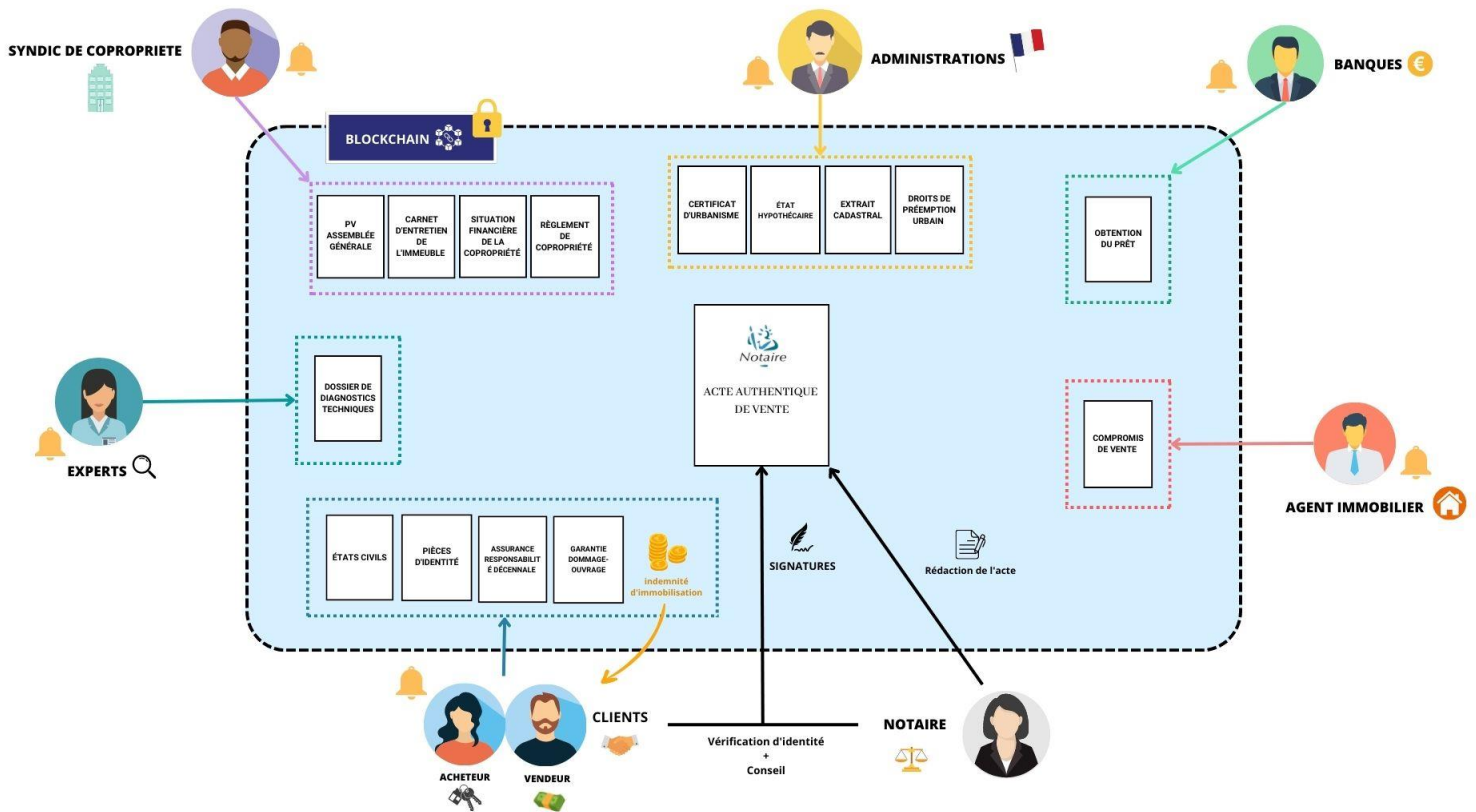 SYNDIC DE COPROPRIETE
ADMINISTRATIONS
BANQUES
€
BLOCKCHAIN
PV
ASSEMBLÉE
GÉNÉRALE
CARNET
D'ENTRETIEN
DE
L'IMMEUBLE
SITUATION
FINANCIÈRE
DE LA
COPROPRIÉTÉ
RÈGLEMENT
DE
COPROPRIÉTÉ
CERTIFICAT
D'URBANISME
ÉTAT
HYPOTHÉCAIRE
EXTRAIT
CADASTRAL
DROITS DE
PRÉEMPTION
URBAIN
OBTENTION
DU PRÊT
Notaire
ACTE AUTHENTIQUE
DE VENTE
DOSSIER DE
DIAGNOSTICS
TECHNIQUES
EXPERTS
COMPROMIS
DE VENTE
AGENT IMMOBILIER
ÉTATS CIVILS
PIÈCES
D'IDENTITÉ
ASSURANCE
RESPONSABILIT
É DÉCENNALE
GARANTIE
DOMMAGE-
OUVRAGE
indemnité
d'immobilisation
SIGNATURES
Rédaction de l'acte
CLIENTS
ACHETEUR
VENDEUR
Vérification d'identité
+
Conseil
NOTAIRE